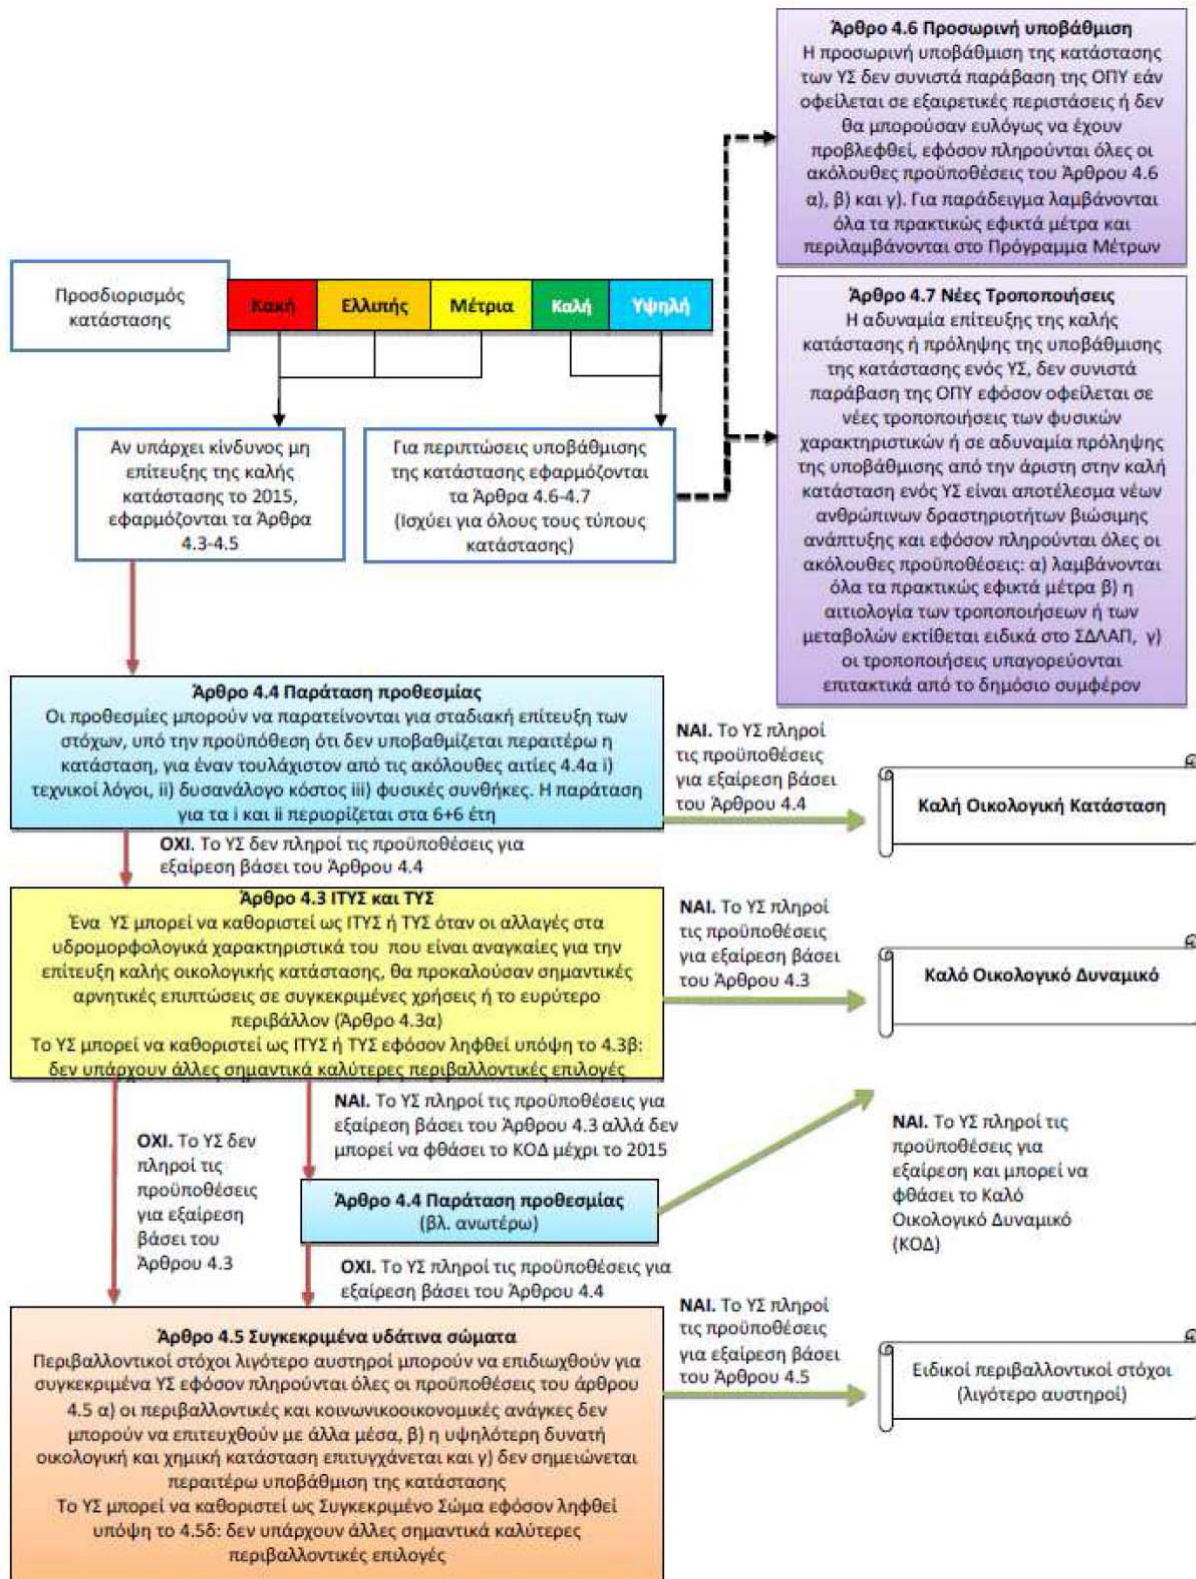 Άρθρο 4.6 Προσωρινή υποβάθμιση
Η προσωρινή υποβάθμιση της κατάστασης
των ΥΣ δεν συνιστά παράβαση της ΟΠΥ εάν
οφείλεται σε εξαιρετικές περιστάσεις ή δεν
θα μπορούσαν ευλόγως να έχουν
προβλεφθεί, εφόσον πληρούνται όλες οι
ακόλουθες προϋποθέσεις του Άρθρου 4.6
α), β) και γ). Για παράδειγμα λαμβάνονται
όλα τα πρακτικώς εφικτά μέτρα και
περιλαμβάνονται στο Πρόγραμμα Μέτρων
Προσδιορισμός
κατάστασης
Κακή
Ελλιπής
Μέτρια
Καλή
Υψηλή
Άρθρο 4.7 Νέες Τροποποιήσεις
Η αδυναμία επίτευξης της καλής
κατάστασης ή πρόληψης της υποβάθμισης
της κατάστασης ενός ΥΣ, δεν συνιστά
παράβαση της ΟΠΥ εφόσον οφείλεται σε
νέες τροποποιήσεις των φυσικών
χαρακτηριστικών ή σε αδυναμία πρόληψης
της υποβάθμισης από την άριστη στην καλή
κατάσταση ενός ΥΣ είναι αποτέλεσμα νέων
ανθρώπινων δραστηριοτήτων βιώσιμης
ανάπτυξης και εφόσον πληρούνται όλες οι
ακόλουθες προϋποθέσεις: α) λαμβάνονται
όλα τα πρακτικώς εφικτά μέτρα β) η
αιτιολογία των τροποποιήσεων ή των
μεταβολών εκτίθεται ειδικά στο ΣΔΛΑΠ, γ)
οι τροποποιήσεις υπαγορεύονται
επιτακτικά από το δημόσιο συμφέρον
Αν υπάρχει κίνδυνος μη
επίτευξης της καλής
κατάστασης το 2015,
εφαρμόζονται τα Άρθρα
4.3-4.5
Για περιπτώσεις υποβάθμισης
της κατάστασης εφαρμόζονται
τα Άρθρα 4.6-4.7
(Ισχύει για όλους τους τύπους
κατάστασης)
Άρθρο 4.4 Παράταση προθεσμίας
Οι προθεσμίες μπορούν να παρατείνονται για σταδιακή επίτευξη των
στόχων, υπό την προϋπόθεση ότι δεν υποβαθμίζεται περαιτέρω η
κατάσταση, για έναν τουλάχιστον από τις ακόλουθες αιτίες 4.4α i)
τεχνικοί λόγοι, ii) δυσανάλογο κόστος iii) φυσικές συνθήκες. Η παράταση
για τα i και ii περιορίζεται στα 6+6 έτη
ΝΑΙ. Το ΥΣ πληροί
τις προϋποθέσεις
για εξαίρεση βάσει
του Άρθρου 4.4
Καλή Οικολογική Κατάσταση
ΟΧΙ. Το ΥΣ δεν πληροί τις προϋποθέσεις για
εξαίρεση βάσει του Άρθρου 4.4
Άρθρο 4.3 ΙΤΥΣ και ΤΥΣ
Ένα ΥΣ μπορεί να καθοριστεί ως ΙΤΥΣ ή ΤΥΣ όταν οι αλλαγές στα
υδρομορφολογικά χαρακτηριστικά του που είναι αναγκαίες για την
επίτευξη καλής οικολογικής κατάστασης, θα προκαλούσαν σημαντικές
αρνητικές επιπτώσεις σε συγκεκριμένες χρήσεις ή το ευρύτερο
περιβάλλον (Άρθρο 4.3α)
Το ΥΣ μπορεί να καθοριστεί ως ΙΤΥΣ ή ΤΥΣ εφόσον ληφθεί υπόψη το 4.3β:
δεν υπάρχουν άλλες σημαντικά καλύτερες περιβαλλοντικές επιλογές
ΝΑΙ. Το ΥΣ πληροί
τις προϋποθέσεις
για εξαίρεση βάσει
του Άρθρου 4.3
Καλό Οικολογικό Δυναμικό
ΟΧΙ. Το ΥΣ δεν
πληροί τις
προϋποθέσεις
για εξαίρεση
βάσει του
Άρθρου 4.3
ΝΑΙ. Το ΥΣ πληροί τις προϋποθέσεις για
εξαίρεση βάσει του Άρθρου 4.3 αλλά δεν
μπορεί να φθάσει το ΚΟΔ μέχρι το 2015
Άρθρο 4.4 Παράταση προθεσμίας
(βλ. ανωτέρω)
ΝΑΙ. Το ΥΣ πληροί τις
προϋποθέσεις για
εξαίρεση και μπορεί να
φθάσει το Καλό
Οικολογικό Δυναμικό
(ΚΟΔ)
ΟΧΙ. Το ΥΣ πληροί τις προϋποθέσεις για
εξαίρεση βάσει του Άρθρου 4.4
Άρθρο 4.5 Συγκεκριμένα υδάτινα σώματα
Περιβαλλοντικοί στόχοι λιγότερο αυστηροί μπορούν να επιδιωχθούν για
συγκεκριμένα ΥΣ εφόσον πληρούνται όλες οι προϋποθέσεις του άρθρου
4.5 α) οι περιβαλλοντικές και κοινωνικοοικονομικές ανάγκες δεν
μπορούν να επιτευχθούν με άλλα μέσα, β) η υψηλότερη δυνατή
οικολογική και χημική κατάσταση επιτυγχάνεται και γ) δεν σημειώνεται
περαιτέρω υποβάθμιση της κατάστασης
Το ΥΣ μπορεί να καθοριστεί ως Συγκεκριμένο Σώμα εφόσον ληφθεί
υπόψη το 4.5δ: δεν υπάρχουν άλλες σημαντικά καλύτερες
περιβαλλοντικές επιλογές
ΝΑΙ. Το ΥΣ πληροί
τις προϋποθέσεις
για εξαίρεση βάσει
του Άρθρου 4.5
Ειδικοί περιβαλλοντικοί στόχοι
(λιγότερο αυστηροί)